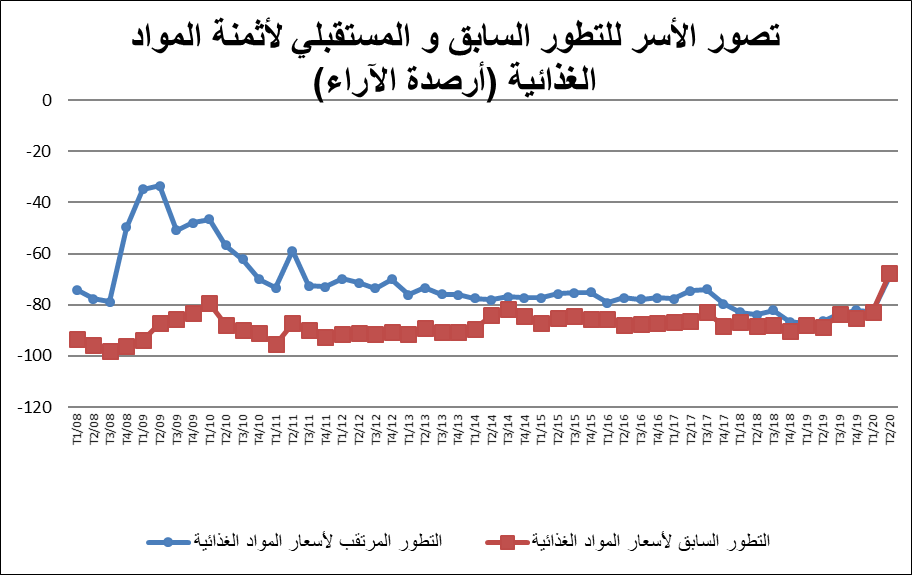 تصور الأسر للتطور السابق و المستقبلي لأثمنة المواد
الغذائية (أرصدة الآراء)
0
-20
-40
-60
-80
-100
-120
T1/08
T2/08
T3/08
T4/08
T1/09
T2/09
T3/09
T4/09
T1/10
T2/10
T3/10
T4/10
T1/11
T2/11
T3/11
T4/11
T1/12
T2/12
T3/12
T4/12
T1/13
T2/13
T3/13
T4/13
T1/14
T2/14
T3/14
T4/14
T1/15
T2/15
T3/15
T4/15
T1/16
T2/16
T3/16
T4/16
T1/17
T2/17
T3/17
T4/17
T1/18
T2/18
T3/18
T4/18
T1/19
T2/19
T3/19
T4/19
T1/20
T2/20
التطور المرتقب لأسعار المواد الغذائية
التطور السابق لأسعار المواد الغذائية